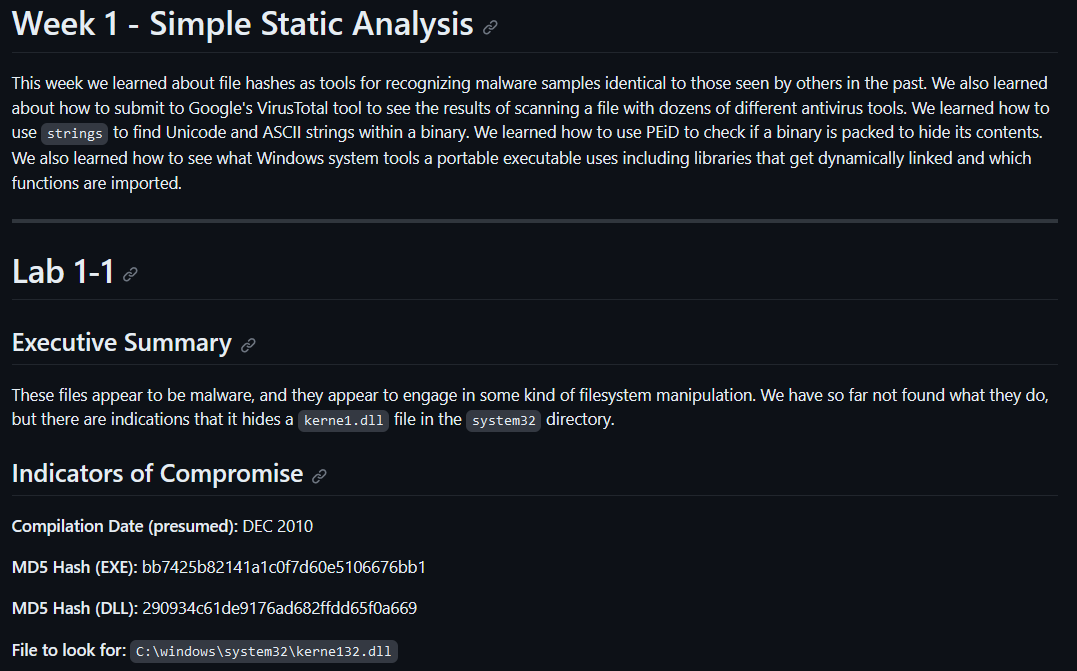 Week 1 - Simple Static Analysis
This week we learned about file hashes as tools for recognizing malware samples identical to those seen by others in the past. We also learned
about how to submit to Google's VirusTotal tool to see the results of scanning a file with dozens of different antivirus tools. We learned how to
use strings to find Unicode and ASCII strings within a binary. We learned how to use PEiD to check if a binary is packed to hide its contents.
We also learned how to see what Windows system tools a portable executable uses including libraries that get dynamically linked and which
functions are imported.
Lab 1-1
Executive Summary
These files appear to be malware, and they appear to engage in some kind of filesystem manipulation. We have so far not found what they do,
but there are indications that it hides a kerne1.dll file in the system32 directory.
Indicators of Compromise
Compilation Date (presumed): DEC 2010
MD5 Hash (EXE): bb7425b82141a1c0f7d60e5106676bb1
MD5 Hash (DLL): 290934c61de9176ad682ffdd65f0a669
File to look for: C:\windows\system32\kerne132.dll